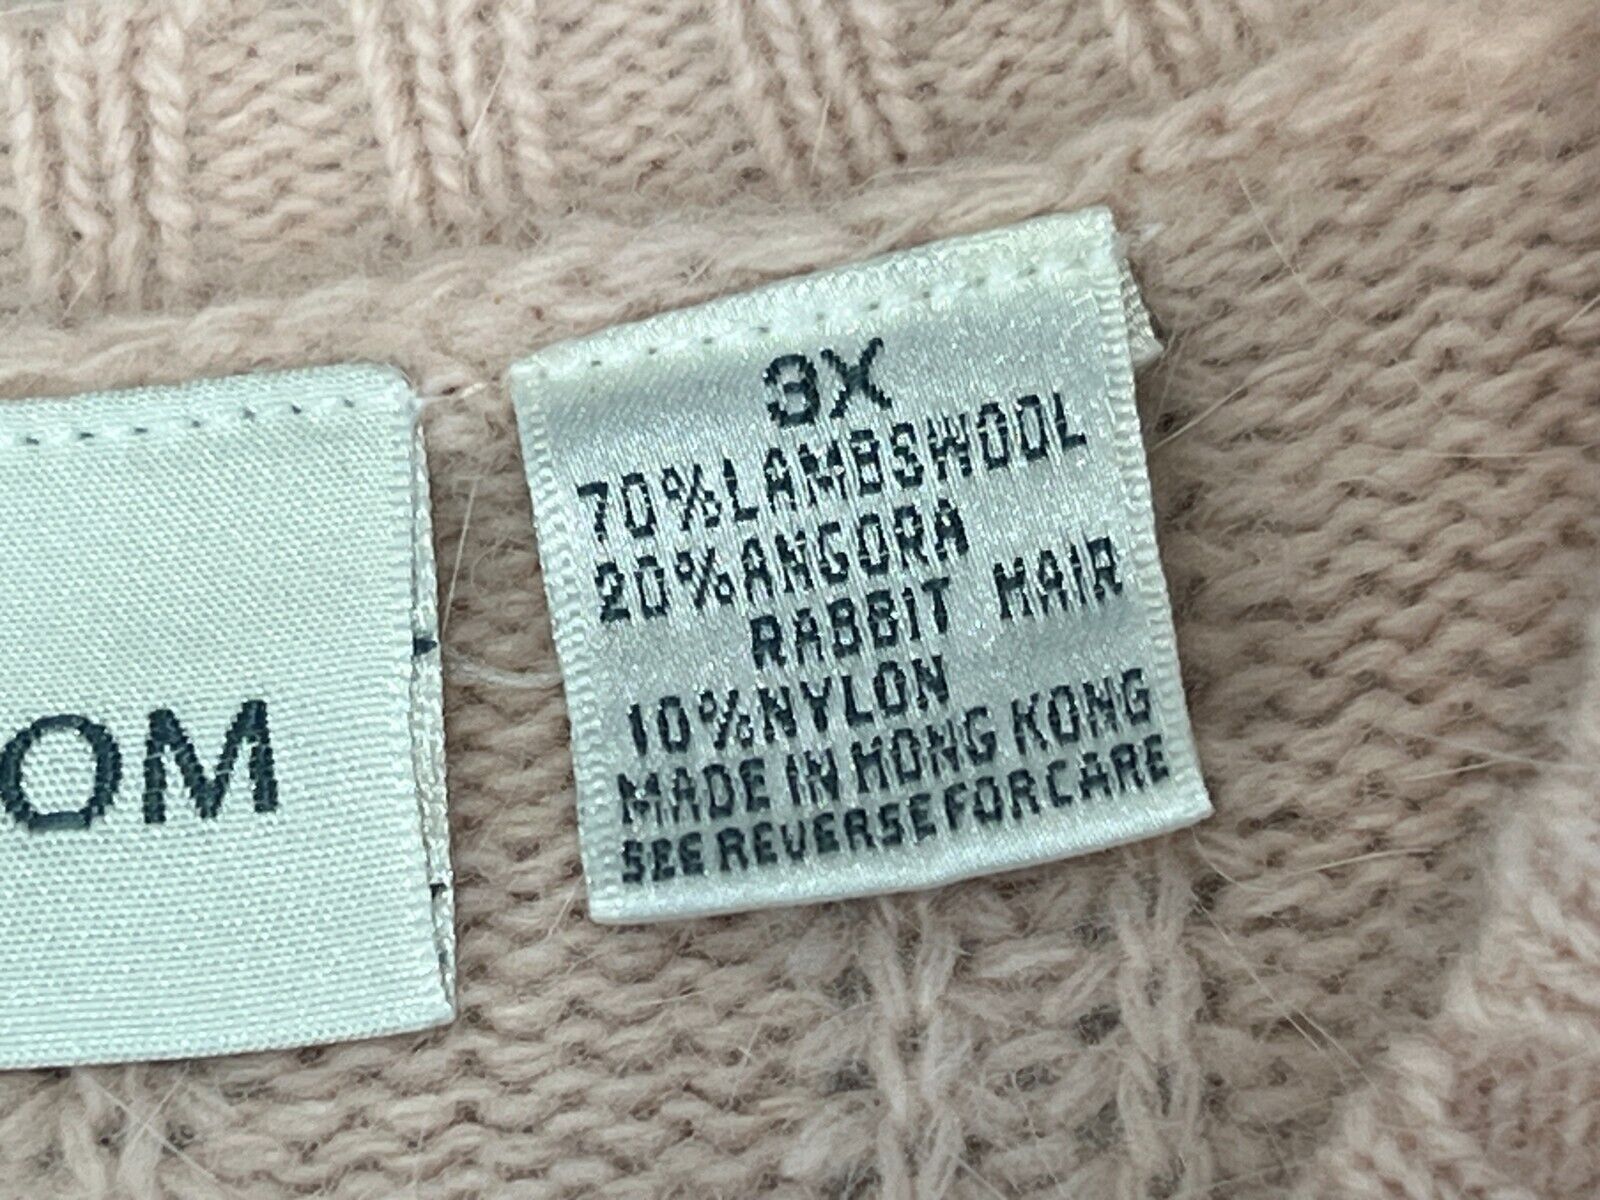 OM
3X
70%LAMBSWOOL
20%ANGORA
RABBIT HAIR
10%NYLON
MADE IN HONG KONG
SEE REVERSE FOR CARE